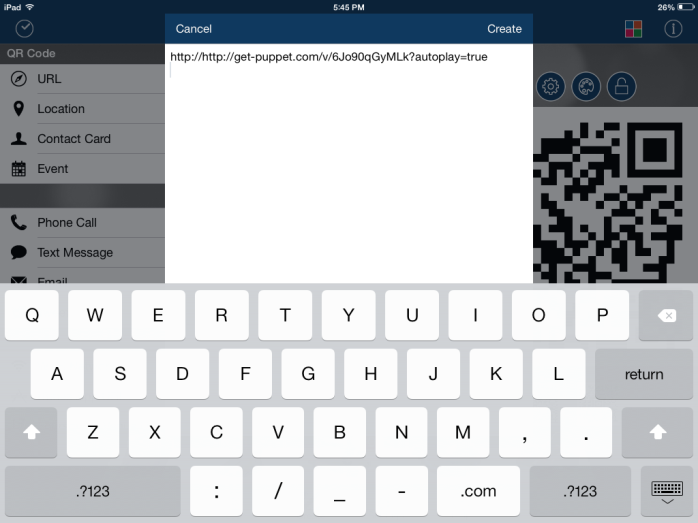 iPad 5:45 PM 26%
Cancel Create
QR Code
http://http://get-puppet.com/v/6Jo90qGyMLk?autoplay=true
URL
Location
Contact Card
Event
Phone Call
Text Message
Email
Q W E R T Y U I O P
A S D F G H J K L return
Z X C V B N M , .
.?123 : / _ - .com .?123